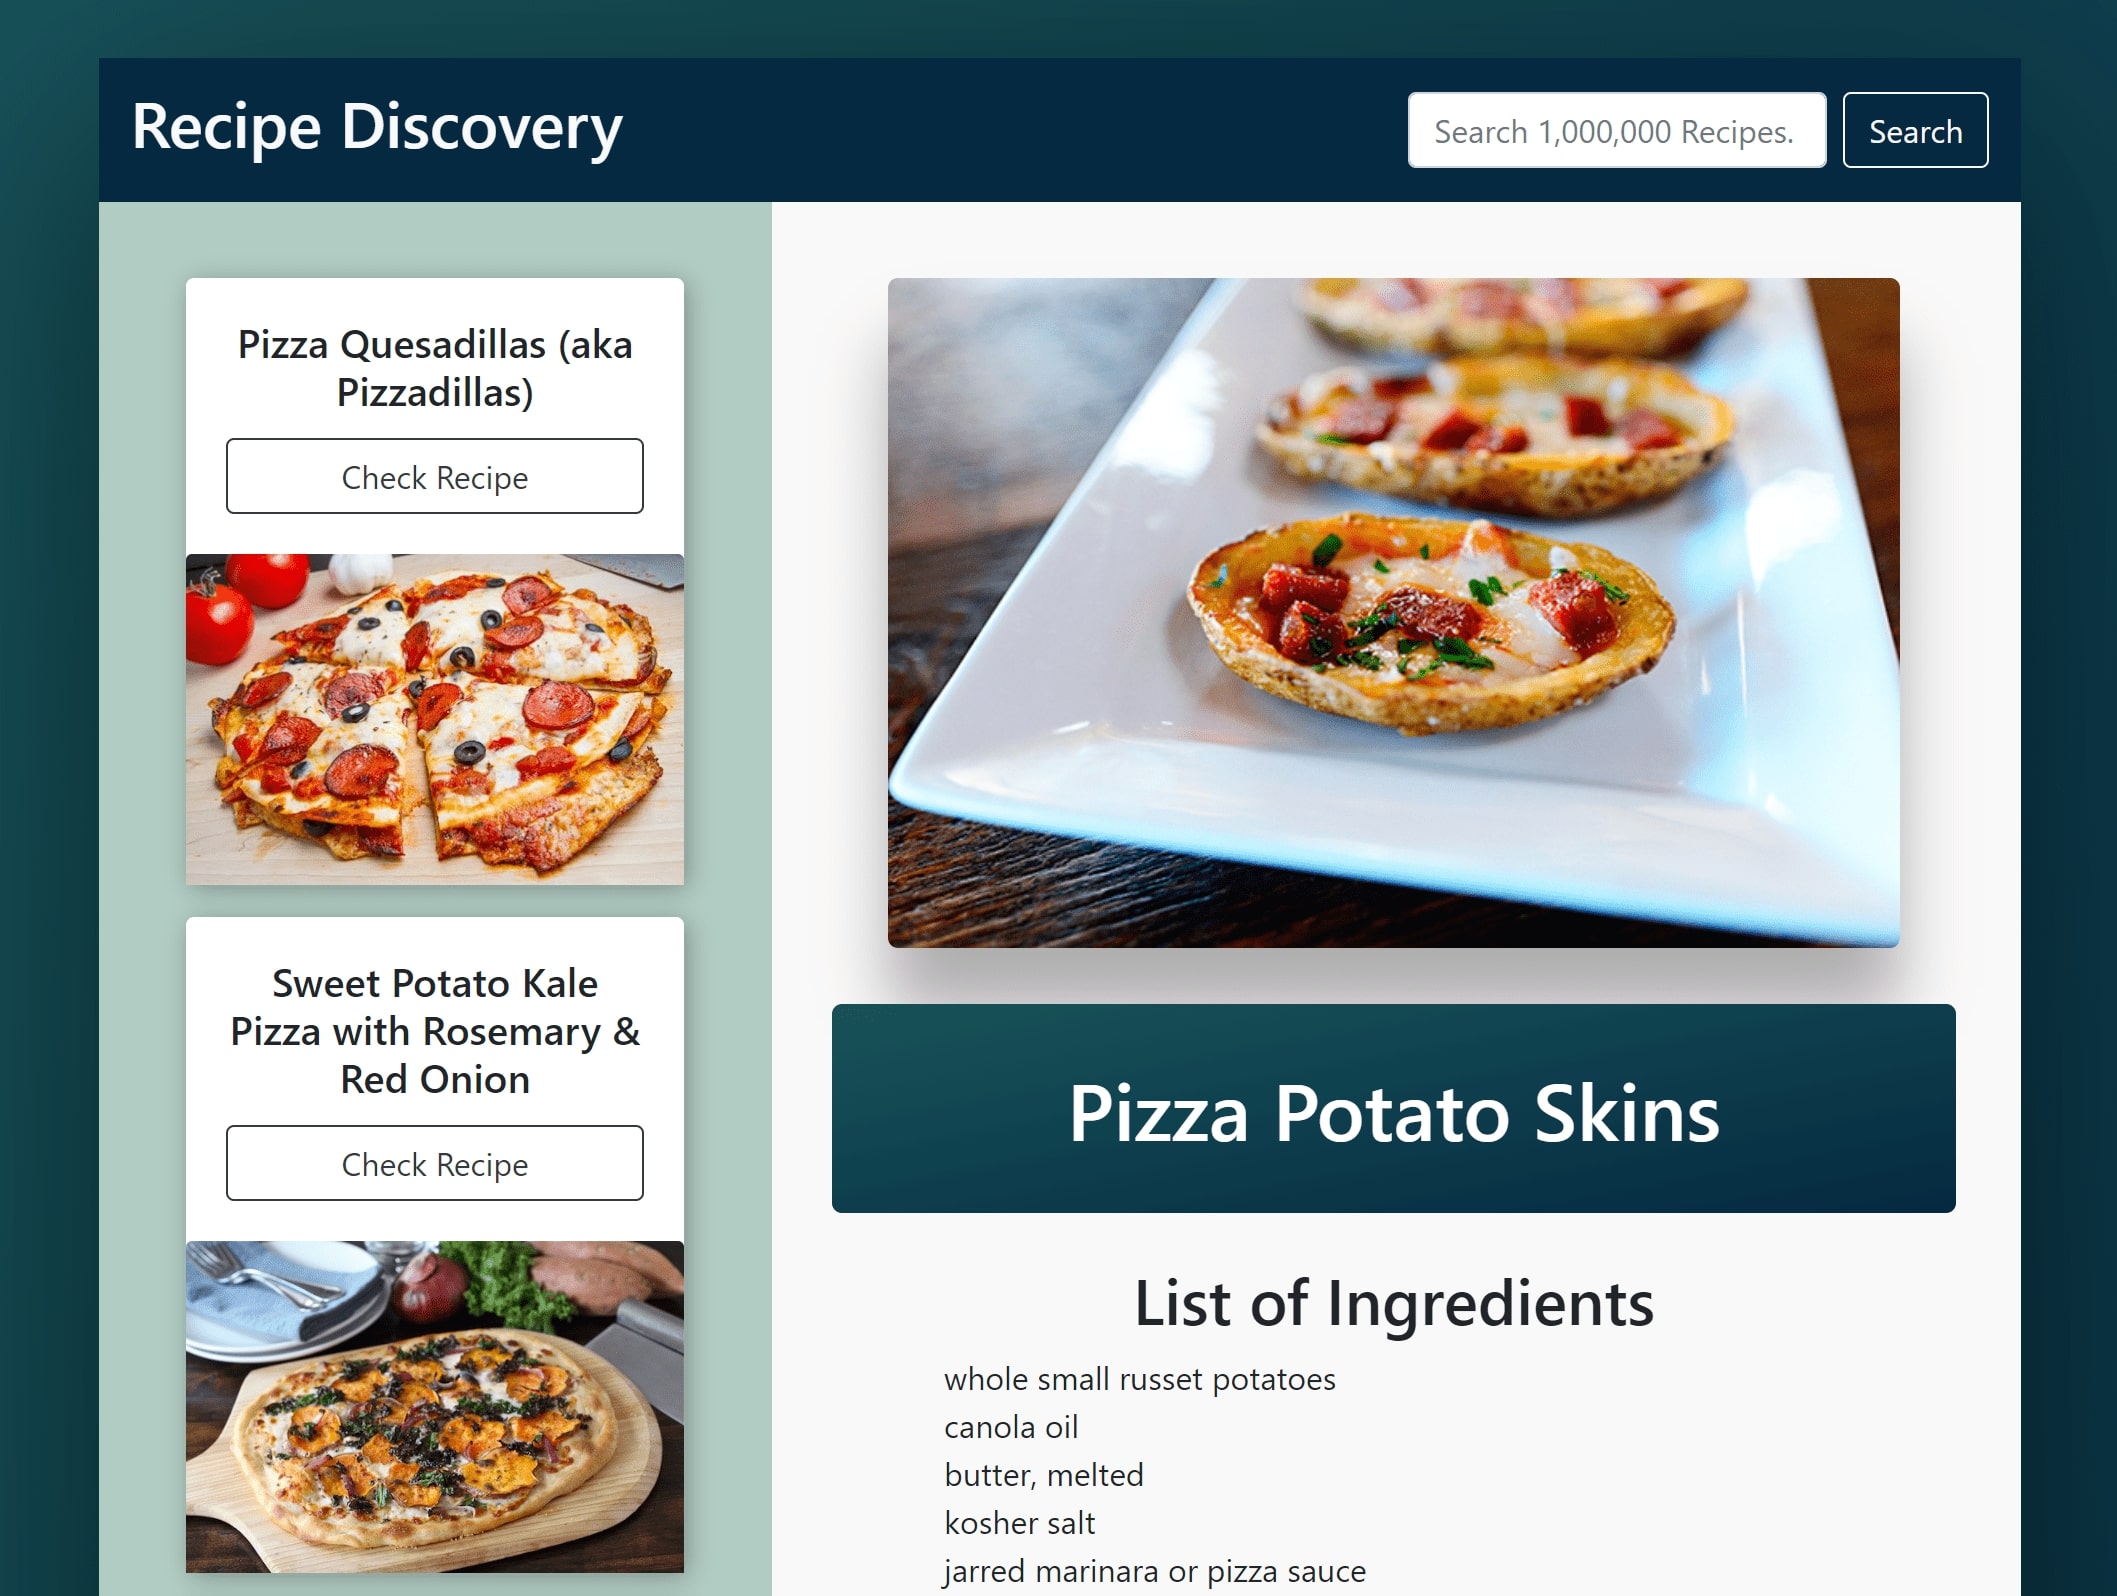 Recipe Discovery
Search 1,000,000 Recipes.
Search
Pizza Quesadillas (aka
Pizzadillas)
Check Recipe
Sweet Potato Kale
Pizza with Rosemary &
Red Onion
Check Recipe
Pizza Potato Skins
List of Ingredients
whole small russet potatoes
canola oil
butter, melted
kosher salt
jarred marinara or pizza sauce